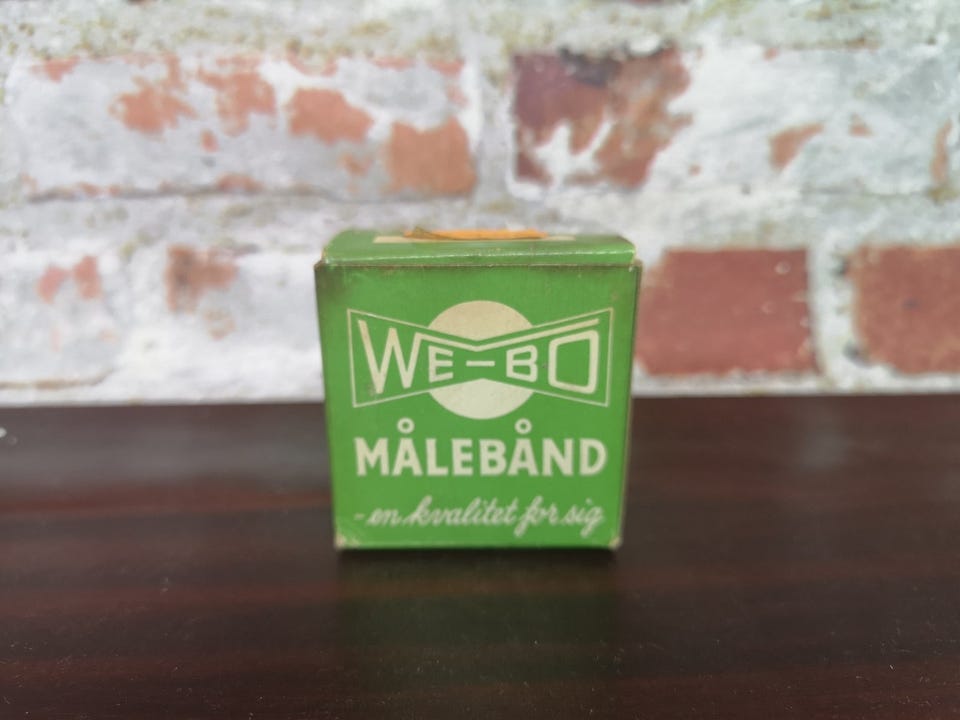 WE-BO
MÅLEBÅND
-en kvalitet for sig